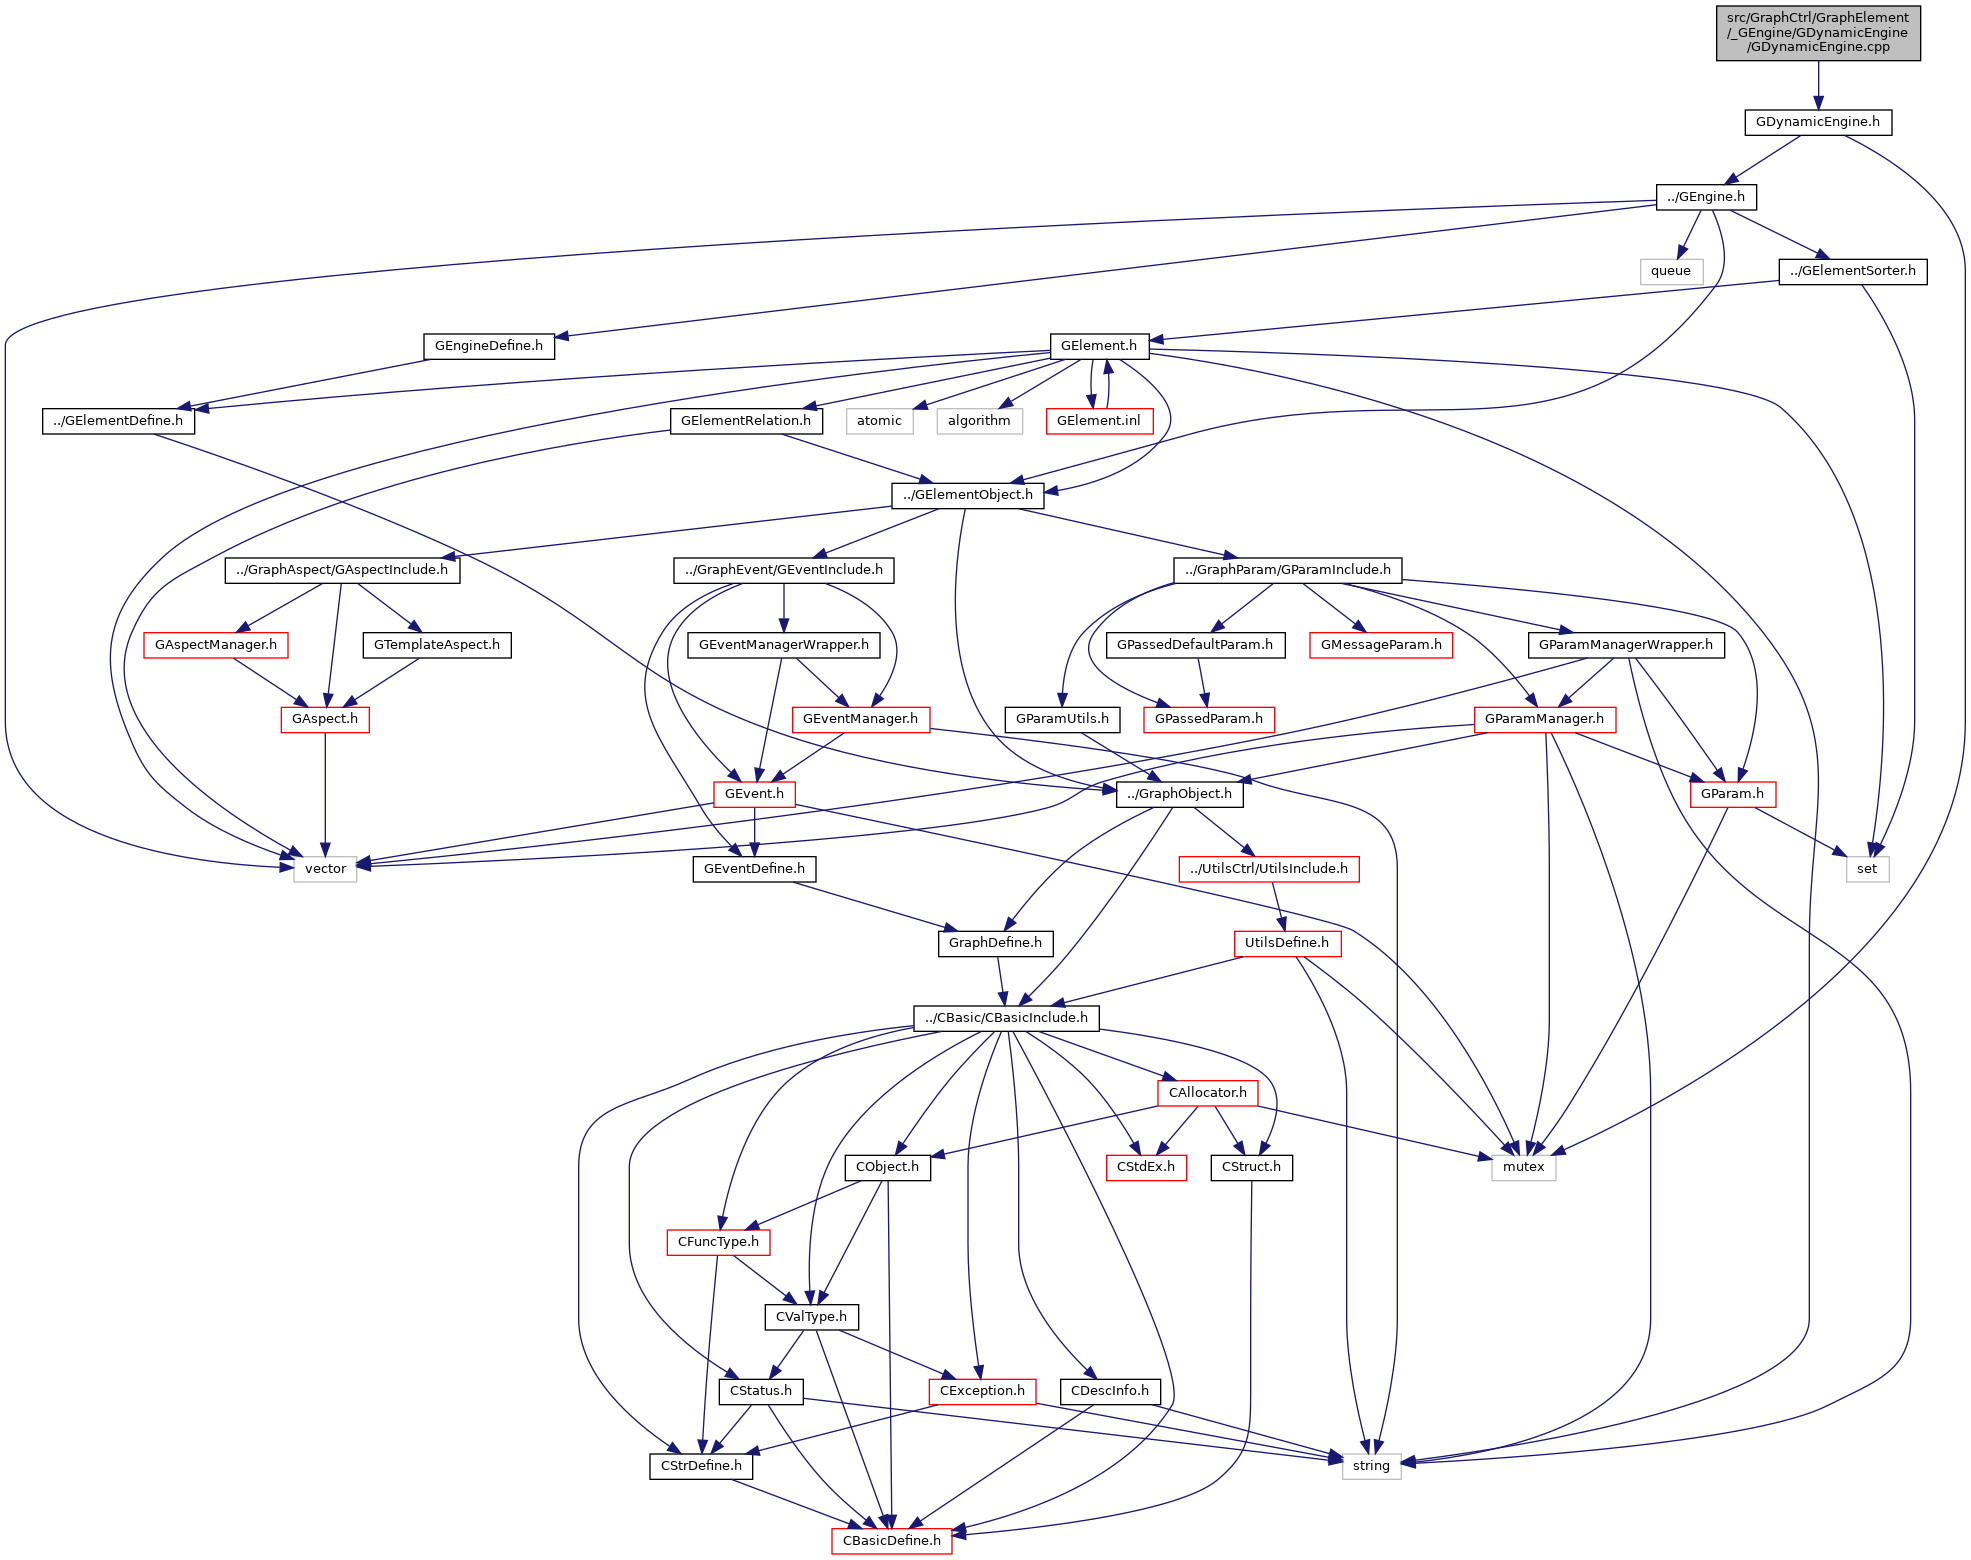 src/GraphCtrl/GraphElement
/_GEngine/GDynamicEngine
/GDynamicEngine.cpp
GDynamicEngine.h
../GEngine.h
queue
../GElementSorter.h
GEngineDefine.h
GElement.h
../GElementDefine.h
GElementRelation.h
atomic
algorithm
GElement.inl
../GElementObject.h
../GraphAspect/GAspectInclude.h
../GraphEvent/GEventInclude.h
../GraphParam/GParamInclude.h
GAspectManager.h
GTemplateAspect.h
GEventManagerWrapper.h
GPassedDefaultParam.h
GMessageParam.h
GParamManagerWrapper.h
GAspect.h
GEventManager.h
GParamUtils.h
GPassedParam.h
GParamManager.h
GEvent.h
../GraphObject.h
GParam.h
vector
GEventDefine.h
../UtilsCtrl/UtilsInclude.h
set
GraphDefine.h
UtilsDefine.h
../CBasic/CBasicInclude.h
CAllocator.h
CObject.h
CStdEx.h
CStruct.h
mutex
CFuncType.h
CValType.h
CStatus.h
CException.h
CDescInfo.h
CStrDefine.h
string
CBasicDefine.h